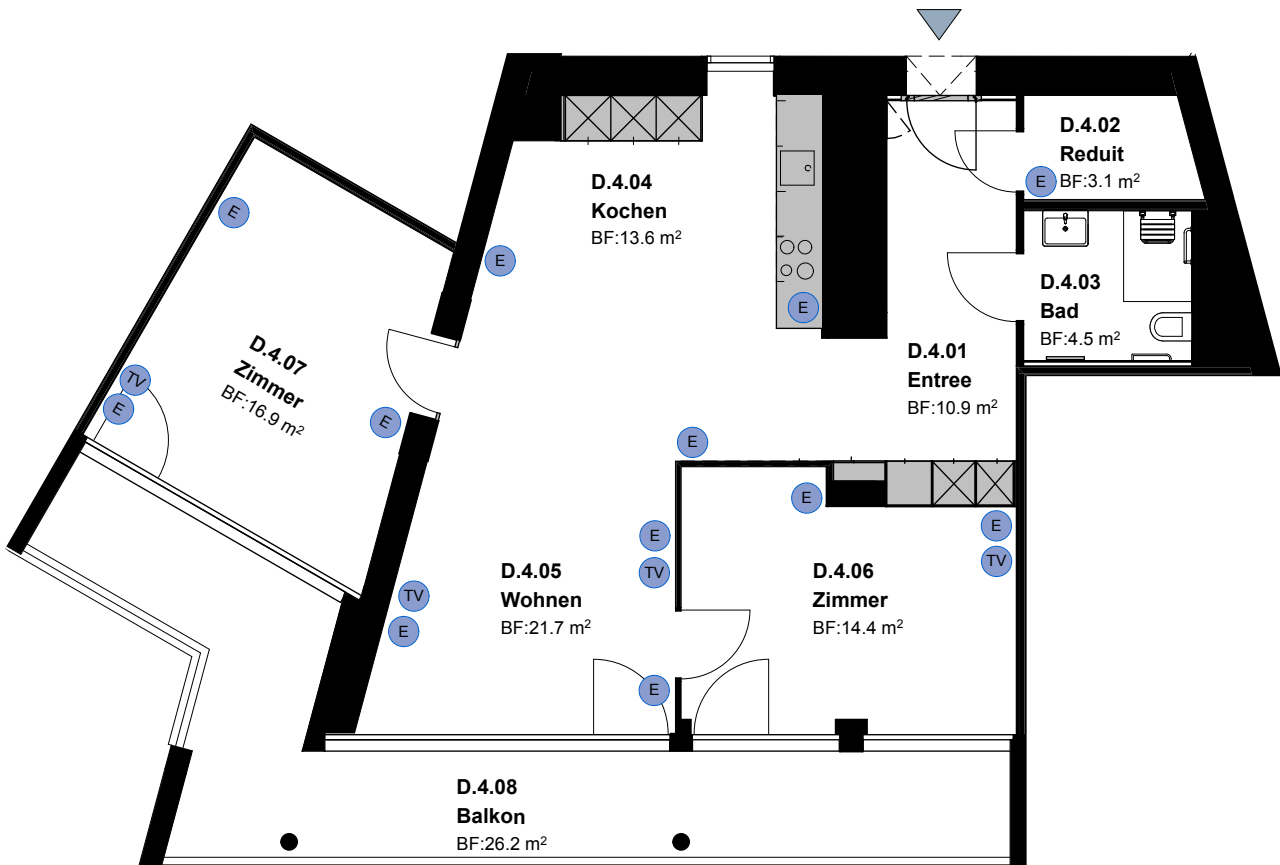 D.4.02
Reduit
BF:3.1 m²
E
D.4.04
Kochen
BF:13.6 m²
E
E
E
D.4.03
Bad
BF:4.5 m²
D.4.01
Entree
BF:10.9 m²
D.4.07
Zimmer
BF:16.9 m²
TV
E
E
E
E
E
TV
E
TV
D.4.05
Wohnen
BF:21.7 m²
D.4.06
Zimmer
BF:14.4 m²
TV
E
E
D.4.08
Balkon
BF:26.2 m²